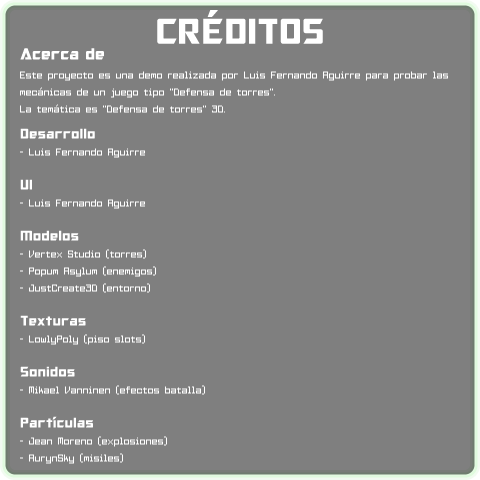 CRÉDITOS
Acerca de
Este proyecto es una demo realizada por Luis Fernando Aguirre para probar las
mecánicas de un juego tipo "Defensa de torres".
La temática es "Defensa de torres" 3D.
Desarrollo
- Luis Fernando Aguirre
UI
- Luis Fernando Aguirre
Modelos
- Vertex Studio (torres)
- Popum Asylum (enemigos)
- JustCreate3D (entorno)
Texturas
- LowlyPoly (piso slots)
Sonidos
- Mikael Vanninen (efectos batalla)
Partículas
- Jean Moreno (explosiones)
- AurynSky (misiles)